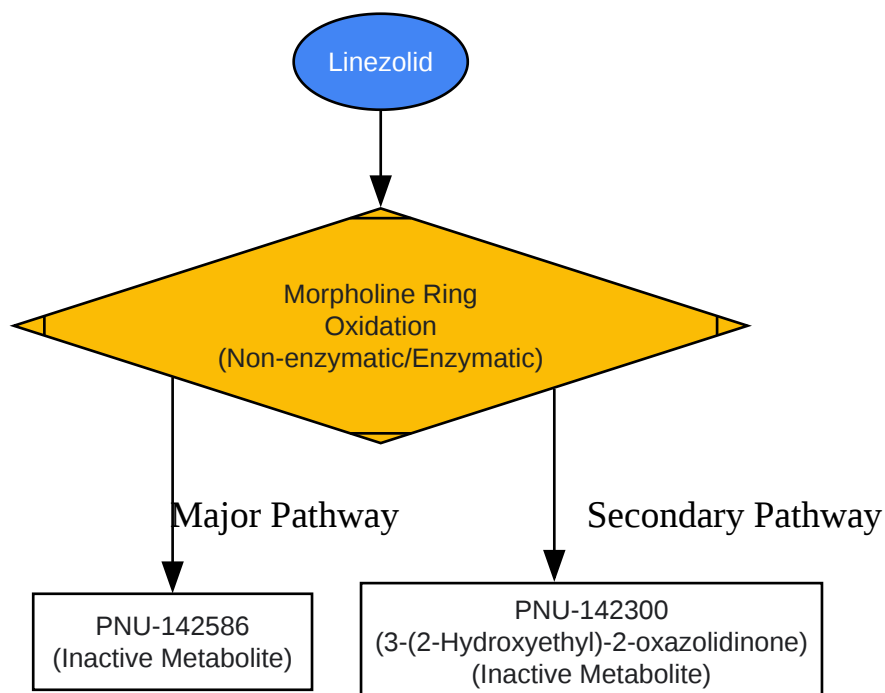 Linezolid
Morpholine Ring
Oxidation
(Non-enzymatic/Enzymatic)
Major Pathway
Secondary Pathway
PNU-142586
(Inactive Metabolite)
PNU-142300
(3-(2-Hydroxyethyl)-2-oxazolidinone)
(Inactive Metabolite)